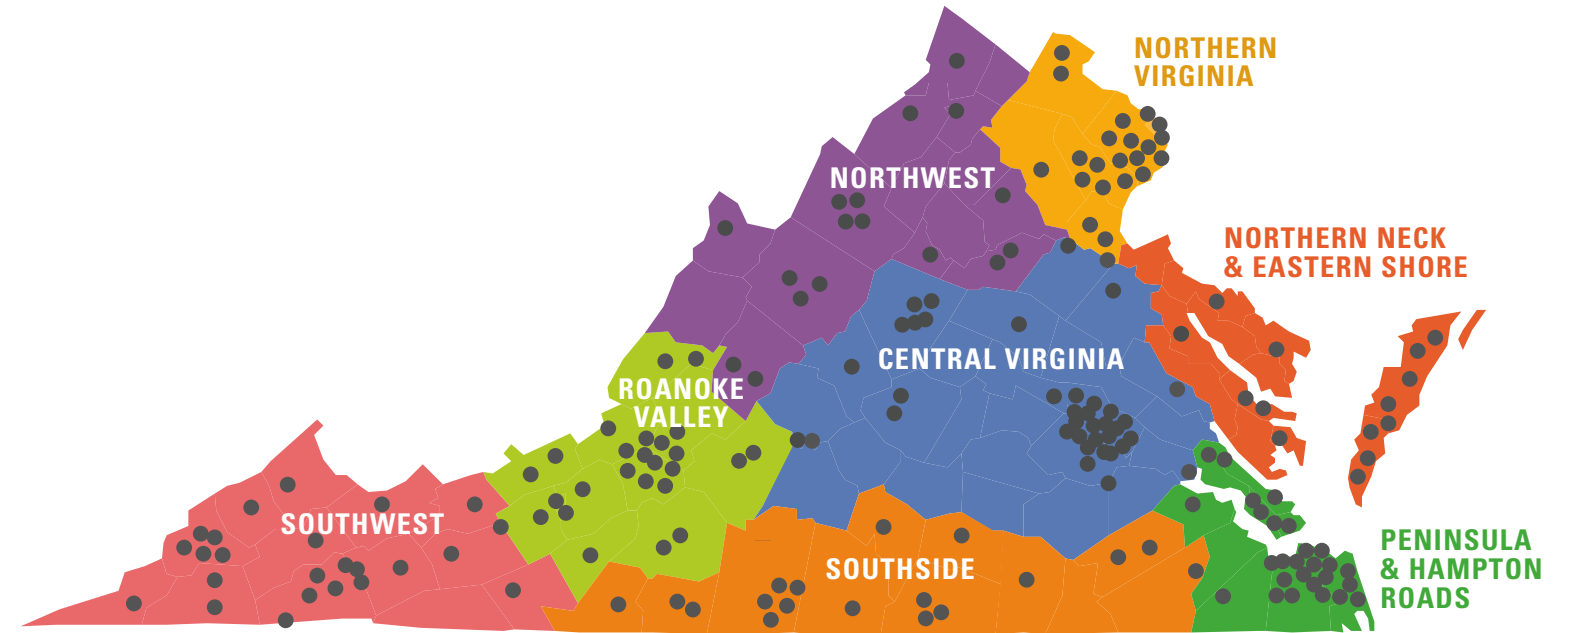 NORTHERN
VIRGINIA
NORTHWEST
NORTHERN NECK
& EASTERN SHORE
CENTRAL VIRGINIA
ROANOKE
VALLEY
SOUTHWEST
SOUTHSIDE
PENINSULA
& HAMPTON
ROADS